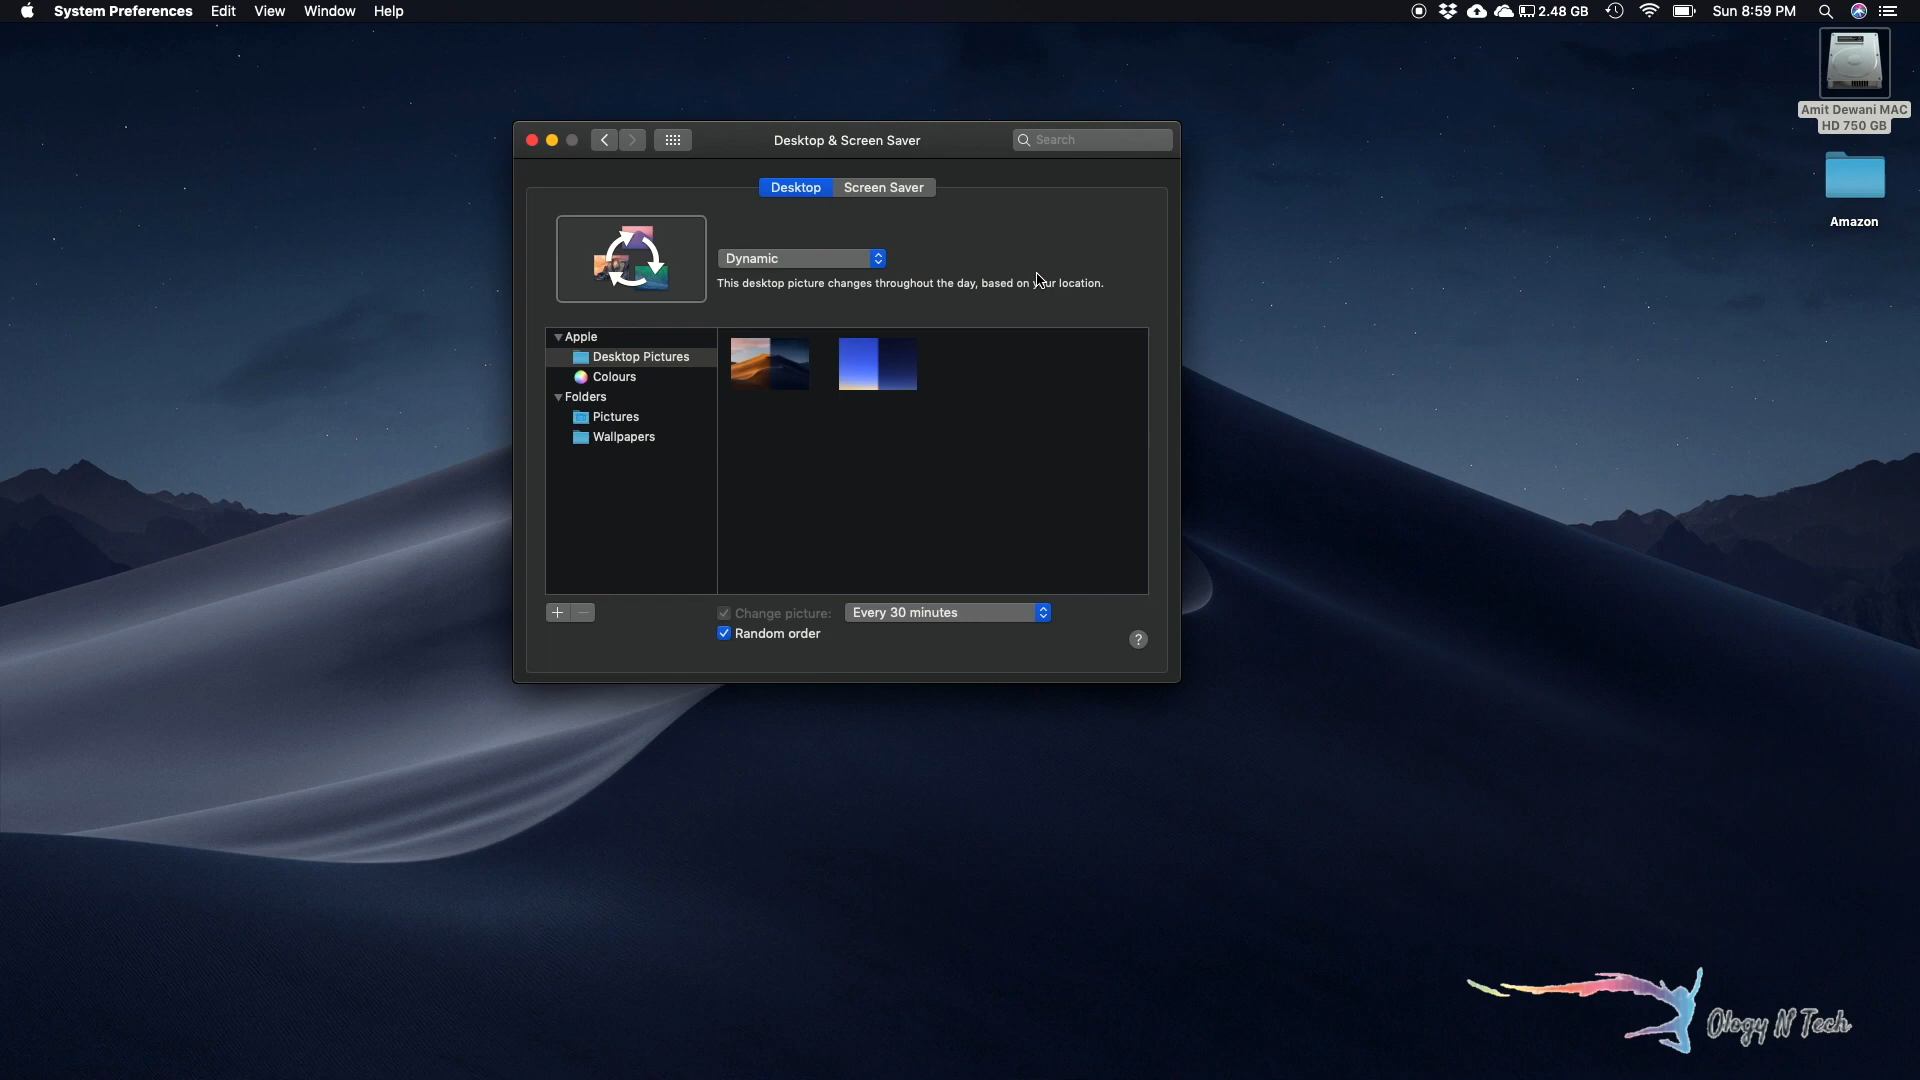 System Preferences Edit View Window Help 2.48 GB Sun 8:59 PM
Amit Dewani MAC
HD 750 GB
Amazon
Desktop & Screen Saver Search
Desktop Screen Saver
Dynamic
This desktop picture changes throughout the day, based on your location.
Apple
Desktop Pictures
Colours
Folders
Pictures
Wallpapers
+ − Change picture: Every 30 minutes
Random order
?
Ology N' Tech